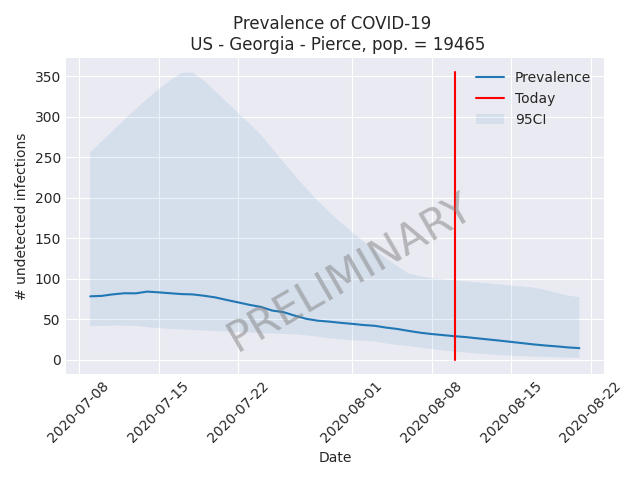 Prevalence of COVID-19
US - Georgia - Pierce, pop. = 19465
Prevalence
Today
95CI
PRELIMINARY
# undetected infections
350
300
250
200
150
100
50
0
2020-07-08
2020-07-15
2020-07-22
2020-08-01
2020-08-08
2020-08-15
2020-08-22
Date